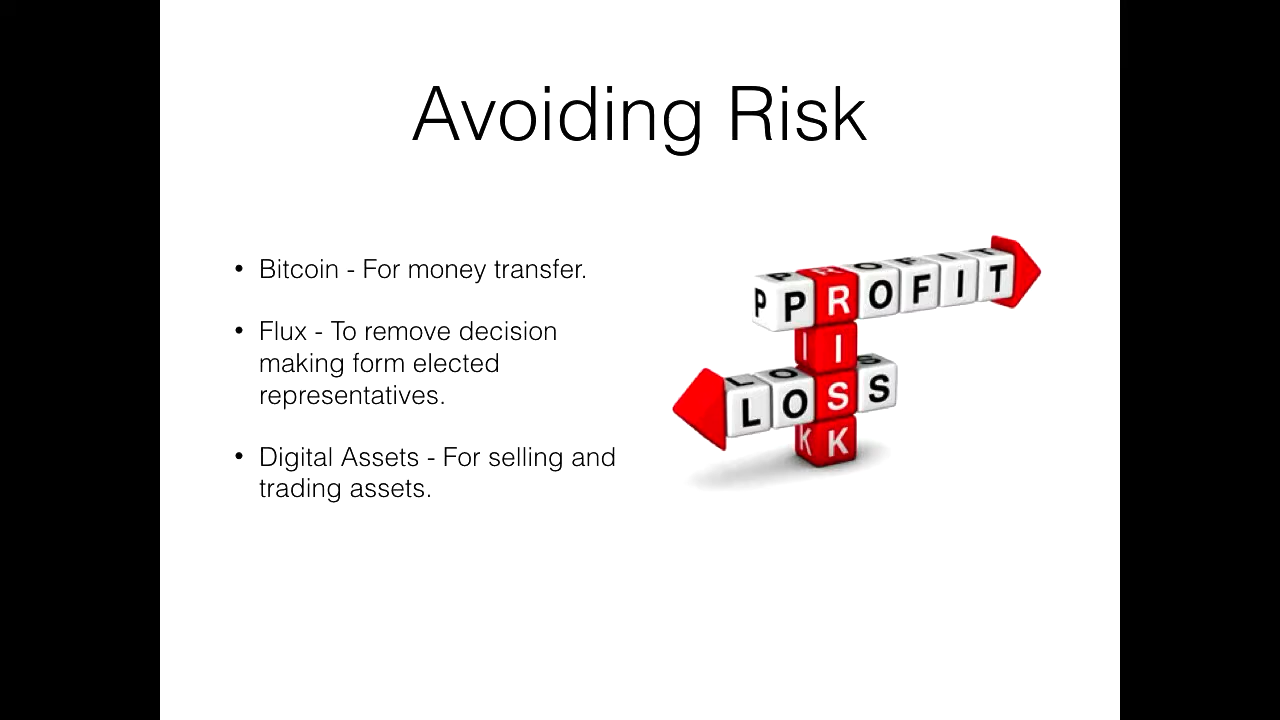 Avoiding Risk
• Bitcoin - For money transfer.
• Flux - To remove decision
making form elected
representatives.
• Digital Assets - For selling and
trading assets.
PROFIT
RISK
LOSS